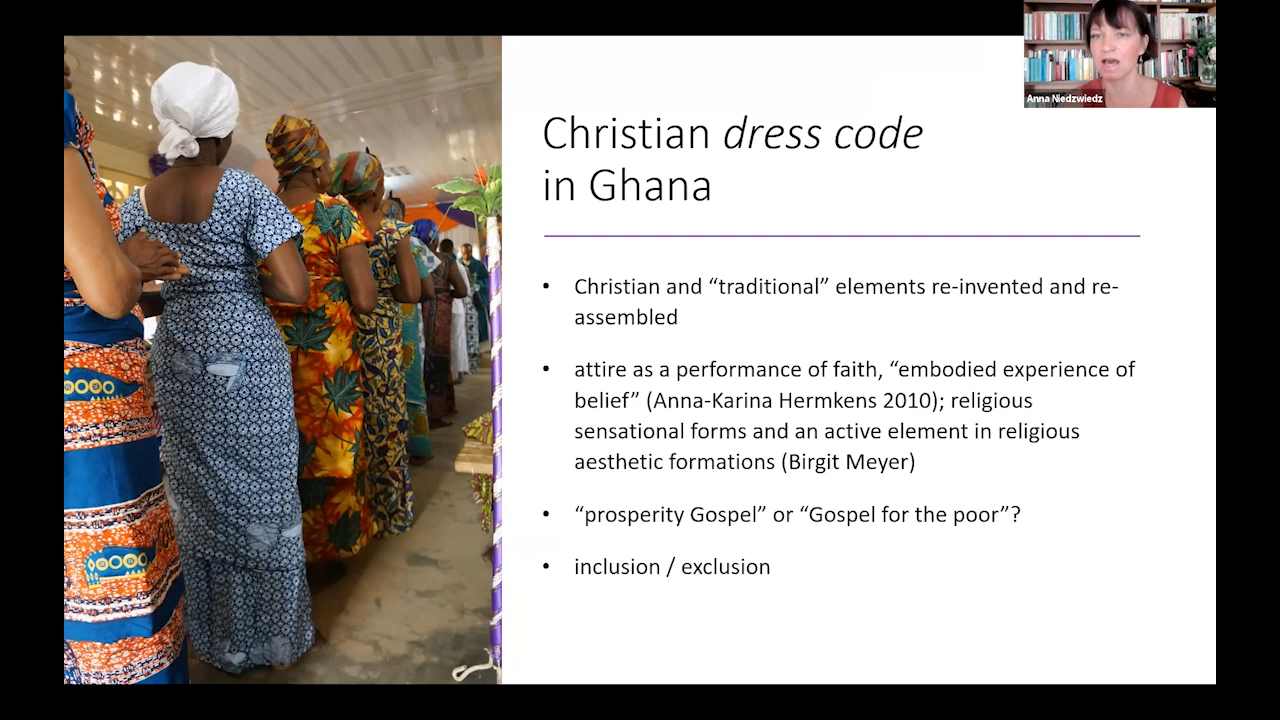 Anna Niedzwiedz
Christian dress code
in Ghana
• Christian and “traditional” elements re-invented and re-
assembled
• attire as a performance of faith, “embodied experience of
belief” (Anna-Karina Hermkens 2010); religious
sensational forms and an active element in religious
aesthetic formations (Birgit Meyer)
• “prosperity Gospel” or “Gospel for the poor”?
• inclusion / exclusion